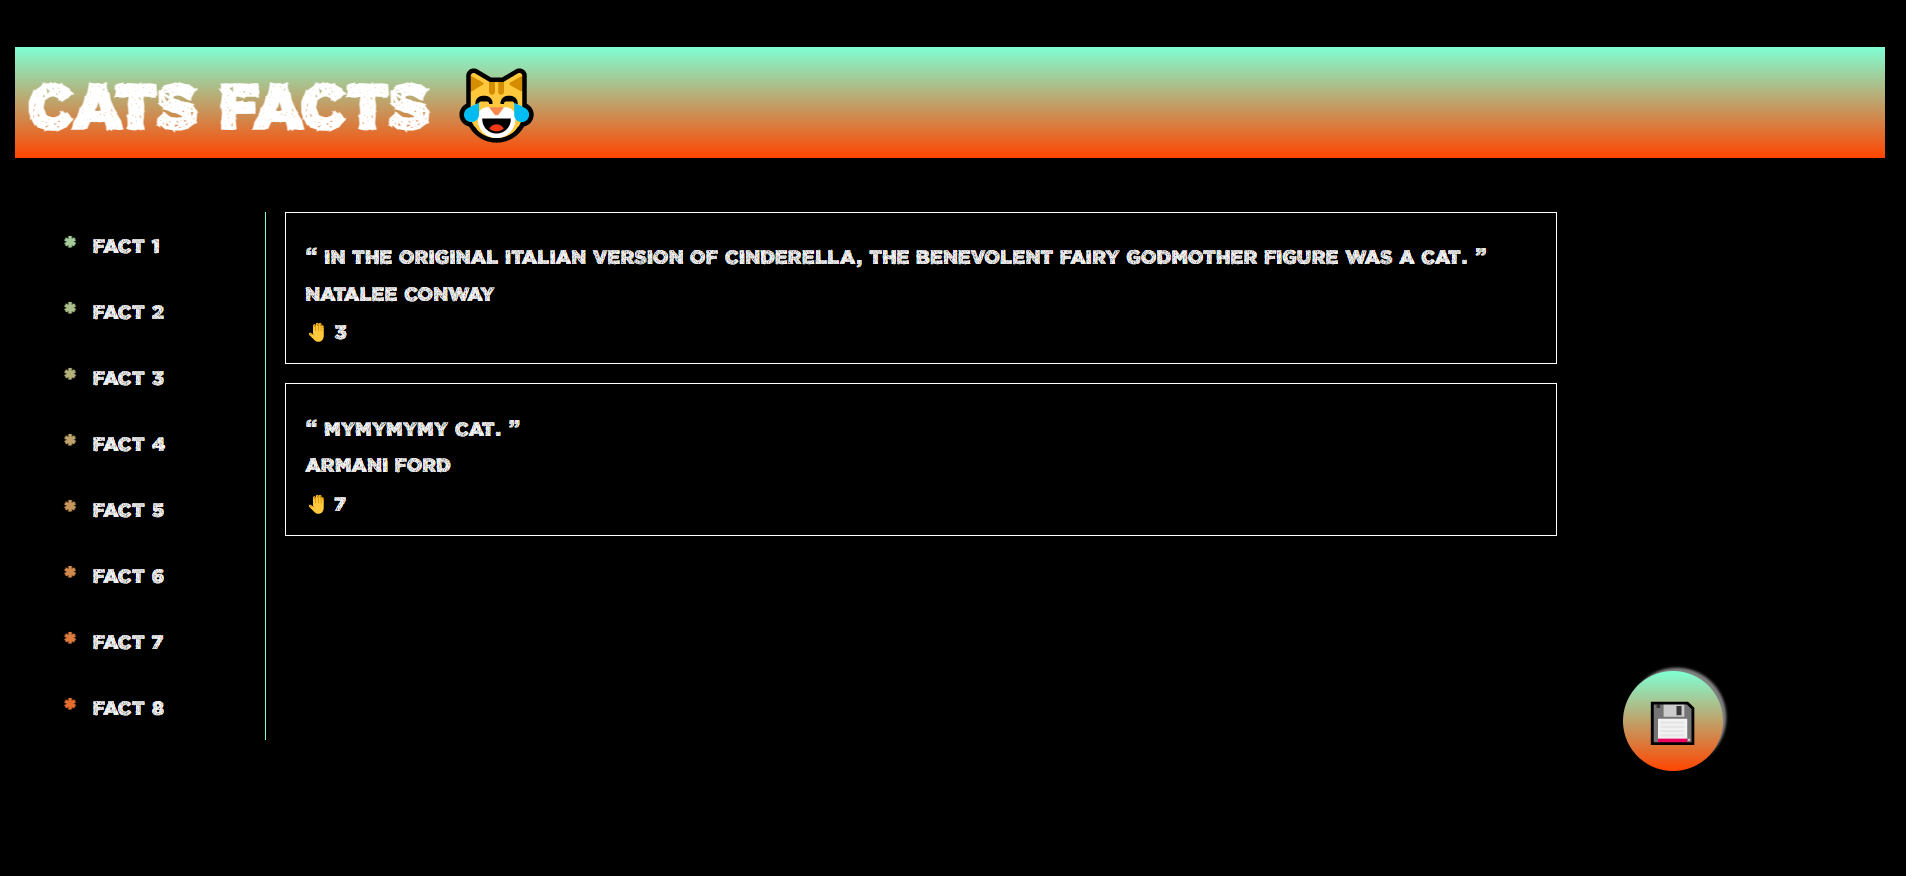 CATS FACTS
FACT 1
FACT 2
FACT 3
FACT 4
FACT 5
FACT 6
FACT 7
FACT 8
“ IN THE ORIGINAL ITALIAN VERSION OF CINDERELLA, THE BENEVOLENT FAIRY GODMOTHER FIGURE WAS A CAT. ”
NATALEE CONWAY
🤚 3
“ MYMYMYMY CAT. ”
ARMANI FORD
🤚 7